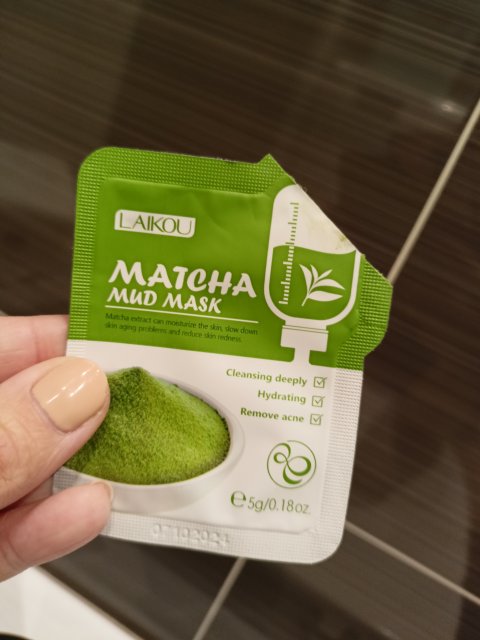 LAIKOU
MATCHA
MUD MASK
Matcha extract can moisturize the skin, slow down
skin aging problems and reduce skin redness.
Cleansing deeply
Hydrating
Remove acne
e 5g/0.18oz.